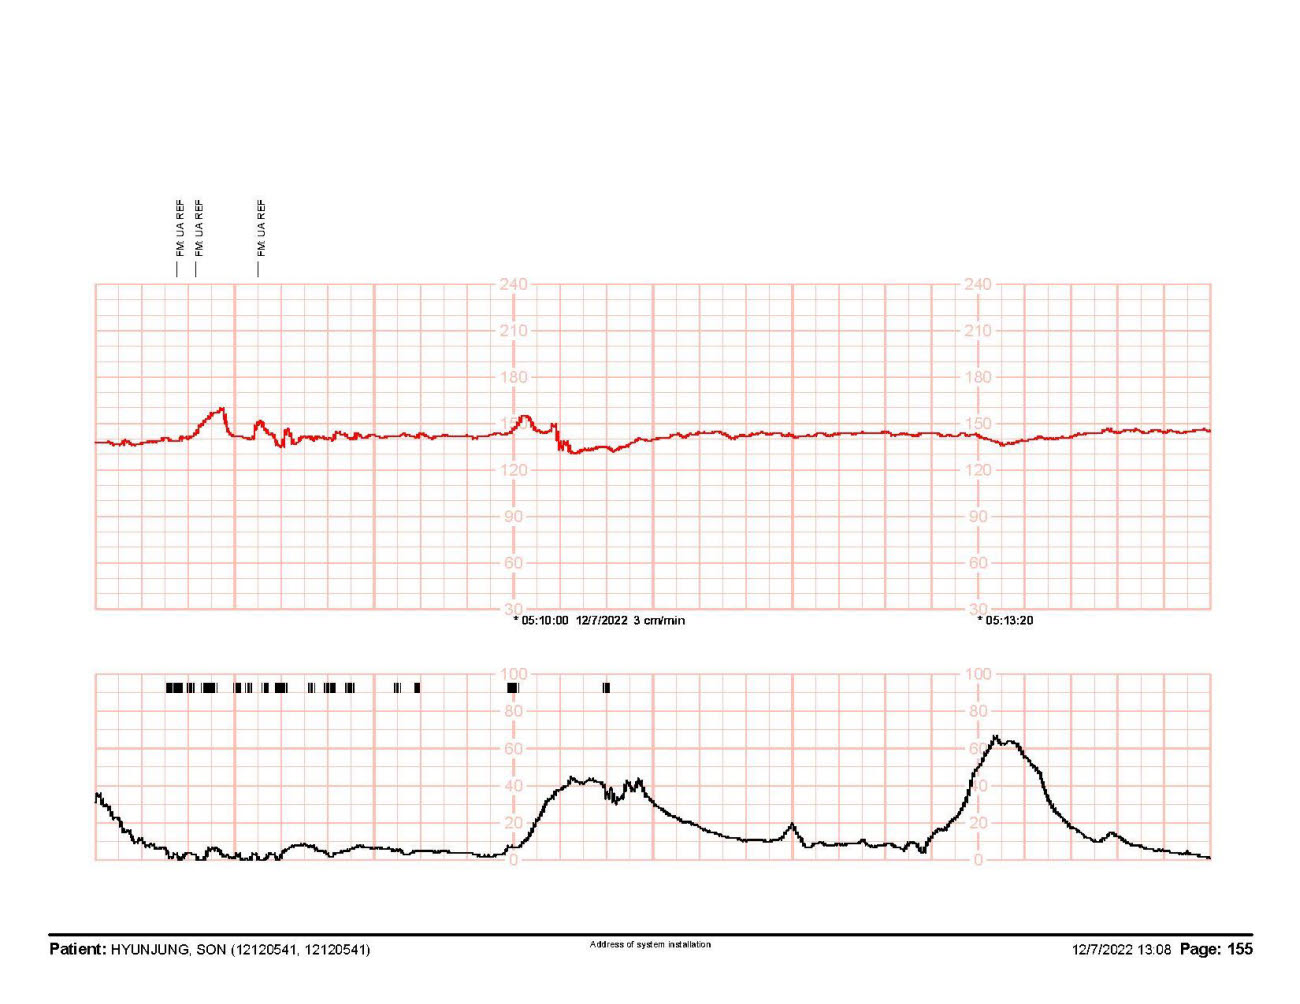 FM: UA REF
FM: UA REF
FM: UA REF
240 240
210 210
180 180
150 150
120 120
90 90
60 60
30 30
* 05:10:00 12/7/2022 3 cm/min * 05:13:20
100 100
80 80
60 60
40 40
20 20
0 0
Patient: HYUNJUNG, SON (12120541, 12120541) Address of system installation 12/7/2022 13:08 Page: 155